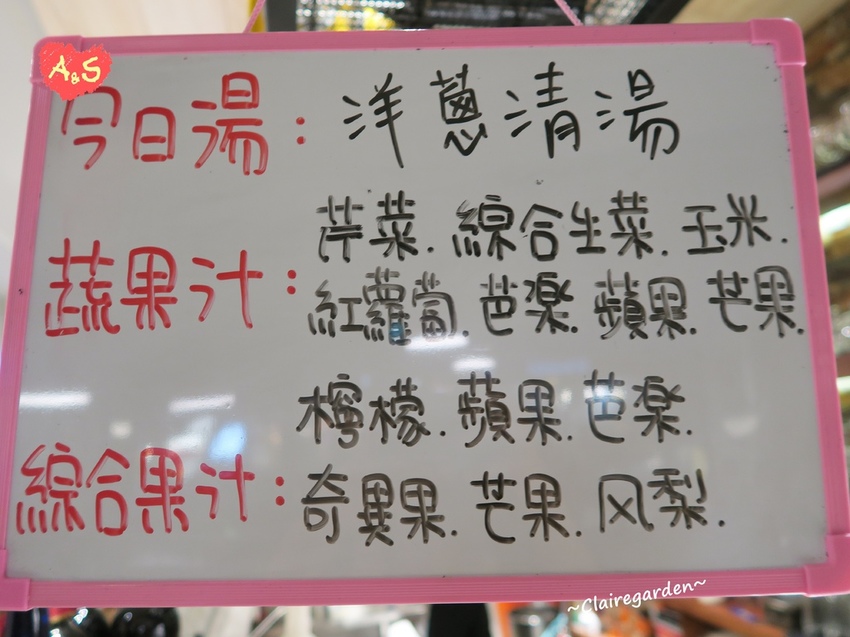 A&S
今日湯：洋蔥清湯
芹菜.綜合生菜.玉米.
蔬果汁：
紅蘿蔔.芭樂.蘋果.芒果.
檸檬.蘋果.芭樂.
綜合果汁：奇異果.芒果.风梨.
~Clairegarden~